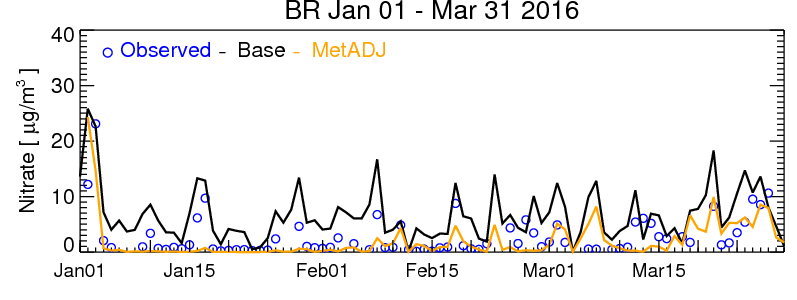 BR Jan 01 - Mar 31 2016
Observed - Base - MetADJ
Nitrate [ µg/m³ ]
40
30
20
10
0
Jan01 Jan15 Feb01 Feb15 Mar01 Mar15